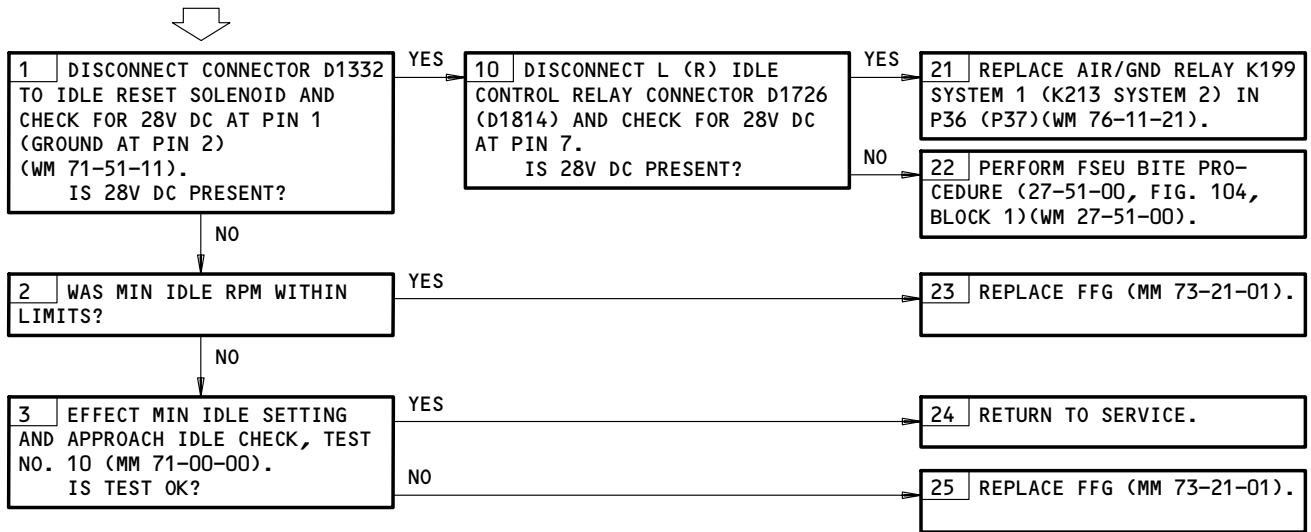 1 DISCONNECT CONNECTOR D1332
TO IDLE RESET SOLENOID AND
CHECK FOR 28V DC AT PIN 1
(GROUND AT PIN 2)
(WM 71-51-11).
IS 28V DC PRESENT?
YES
NO
10 DISCONNECT L (R) IDLE
CONTROL RELAY CONNECTOR D1726
(D1814) AND CHECK FOR 28V DC
AT PIN 7.
IS 28V DC PRESENT?
YES
NO
21 REPLACE AIR/GND RELAY K199
SYSTEM 1 (K213 SYSTEM 2) IN
P36 (P37)(WM 76-11-21).
22 PERFORM FSEU BITE PRO-
CEDURE (27-51-00, FIG. 104,
BLOCK 1)(WM 27-51-00).
2 WAS MIN IDLE RPM WITHIN
LIMITS?
YES
NO
23 REPLACE FFG (MM 73-21-01).
3 EFFECT MIN IDLE SETTING
AND APPROACH IDLE CHECK, TEST
NO. 10 (MM 71-00-00).
IS TEST OK?
YES
NO
24 RETURN TO SERVICE.
25 REPLACE FFG (MM 73-21-01).